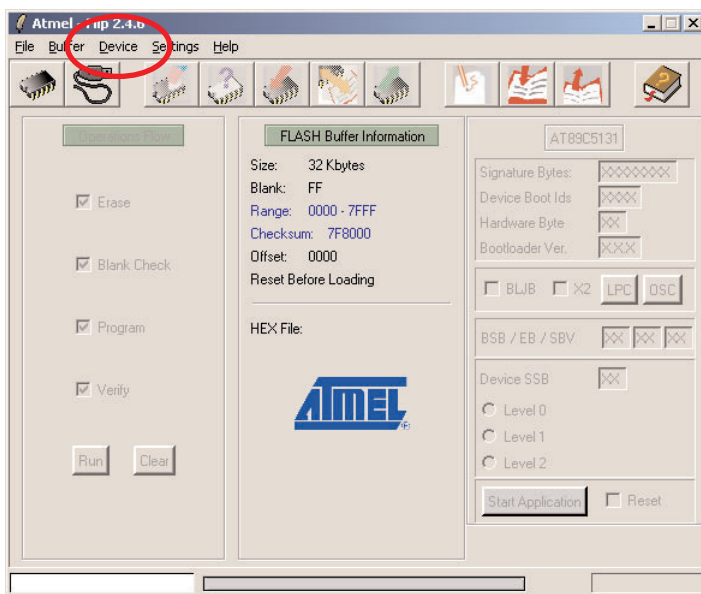 Atmel - Flip 2.4.6
File Buffer Device Settings Help
Operations Flow
Erase
Blank Check
Program
Verify
Run Clear
FLASH Buffer Information
Size: 32 Kbytes
Blank: FF
Range: 0000 - 7FFF
Checksum: 7F8000
Offset: 0000
Reset Before Loading
HEX File:
ATMEL
AT89C5131
Signature Bytes: XXXXXXXX
Device Boot Ids XXXX
Hardware Byte XX
Bootloader Ver. X.X.X
BLJB X2 LPC OSC
BSB / EB / SBV XX XX XX
Device SSB XX
Level 0
Level 1
Level 2
Start Application Reset